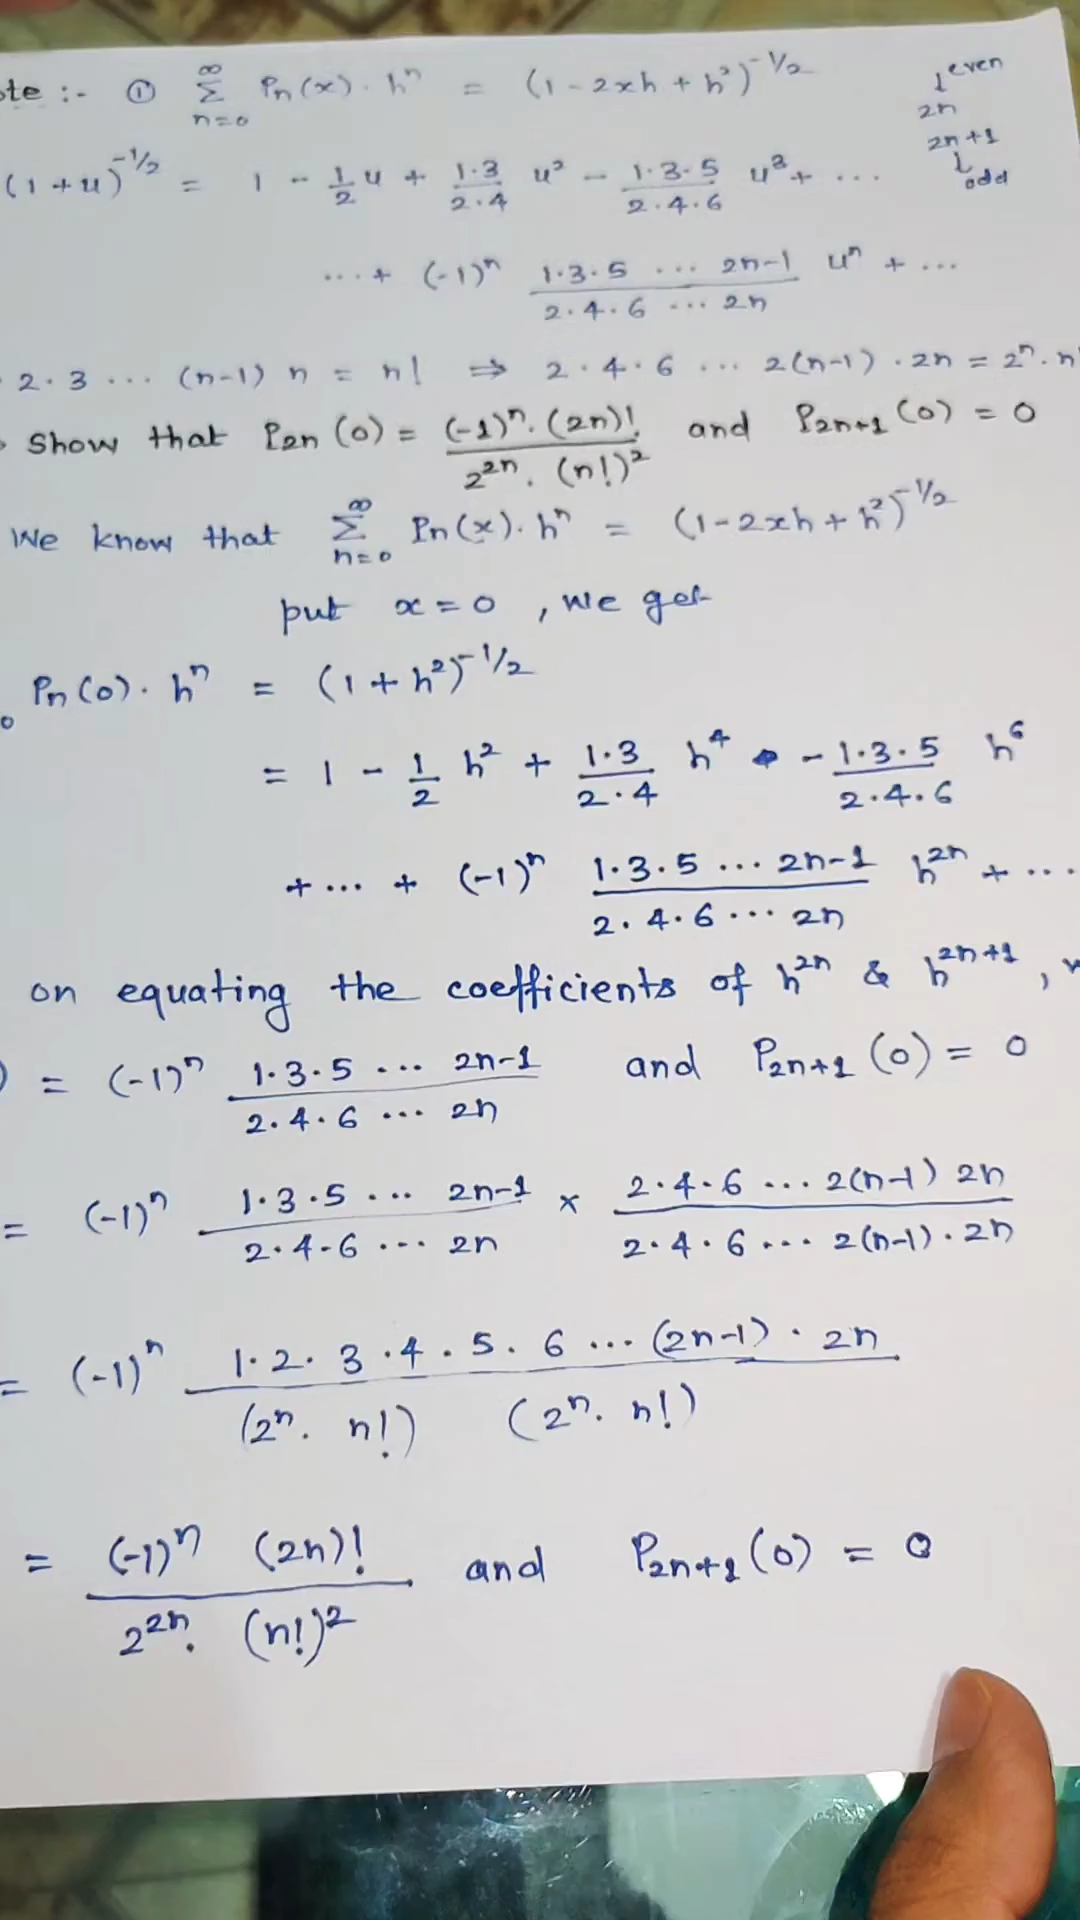 ote :- ① ∞ Σ n=0 Pn(x). hⁿ = (1-2xh+h²)^-1/2 ↓ even 2n
2n+1 ↓ odd
(1+u)^-1/2 = 1 - 1/2 u + 1.3/2.4 u² - 1.3.5/2.4.6 u³ + ...
...+ (-1)ⁿ 1.3.5 ... 2n-1 / 2.4.6 ... 2n uⁿ + ...
. 2.3 ... (n-1) n = n! ⇒ 2.4.6 ... 2(n-1).2n = 2ⁿ.n!
Show that P2n(0) = (-1)ⁿ.(2n)! / 2^2n.(n!)² and P2n+1(0) = 0
We know that ∞ Σ n=0 Pn(x).hⁿ = (1-2xh+h²)^-1/2
put x=0, we get
0 Pn(0).hⁿ = (1+h²)^-1/2
= 1 - 1/2 h² + 1.3/2.4 h⁴ - 1.3.5/2.4.6 h⁶
+ ... + (-1)ⁿ 1.3.5 ... 2n-1 / 2.4.6 ... 2n h^2n + ...
on equating the coefficients of h^2n & h^2n+1,
) = (-1)ⁿ 1.3.5 ... 2n-1 / 2.4.6 ... 2n and P2n+1(0) = 0
= (-1)ⁿ 1.3.5 ... 2n-1 / 2.4.6 ... 2n × 2.4.6 ... 2(n-1) 2n / 2.4.6 ... 2(n-1).2n
= (-1)ⁿ 1.2.3.4.5.6 ... (2n-1).2n / (2ⁿ.n!) (2ⁿ.n!)
= (-1)ⁿ (2n)! / 2^2n.(n!)² and P2n+1(0) = 0